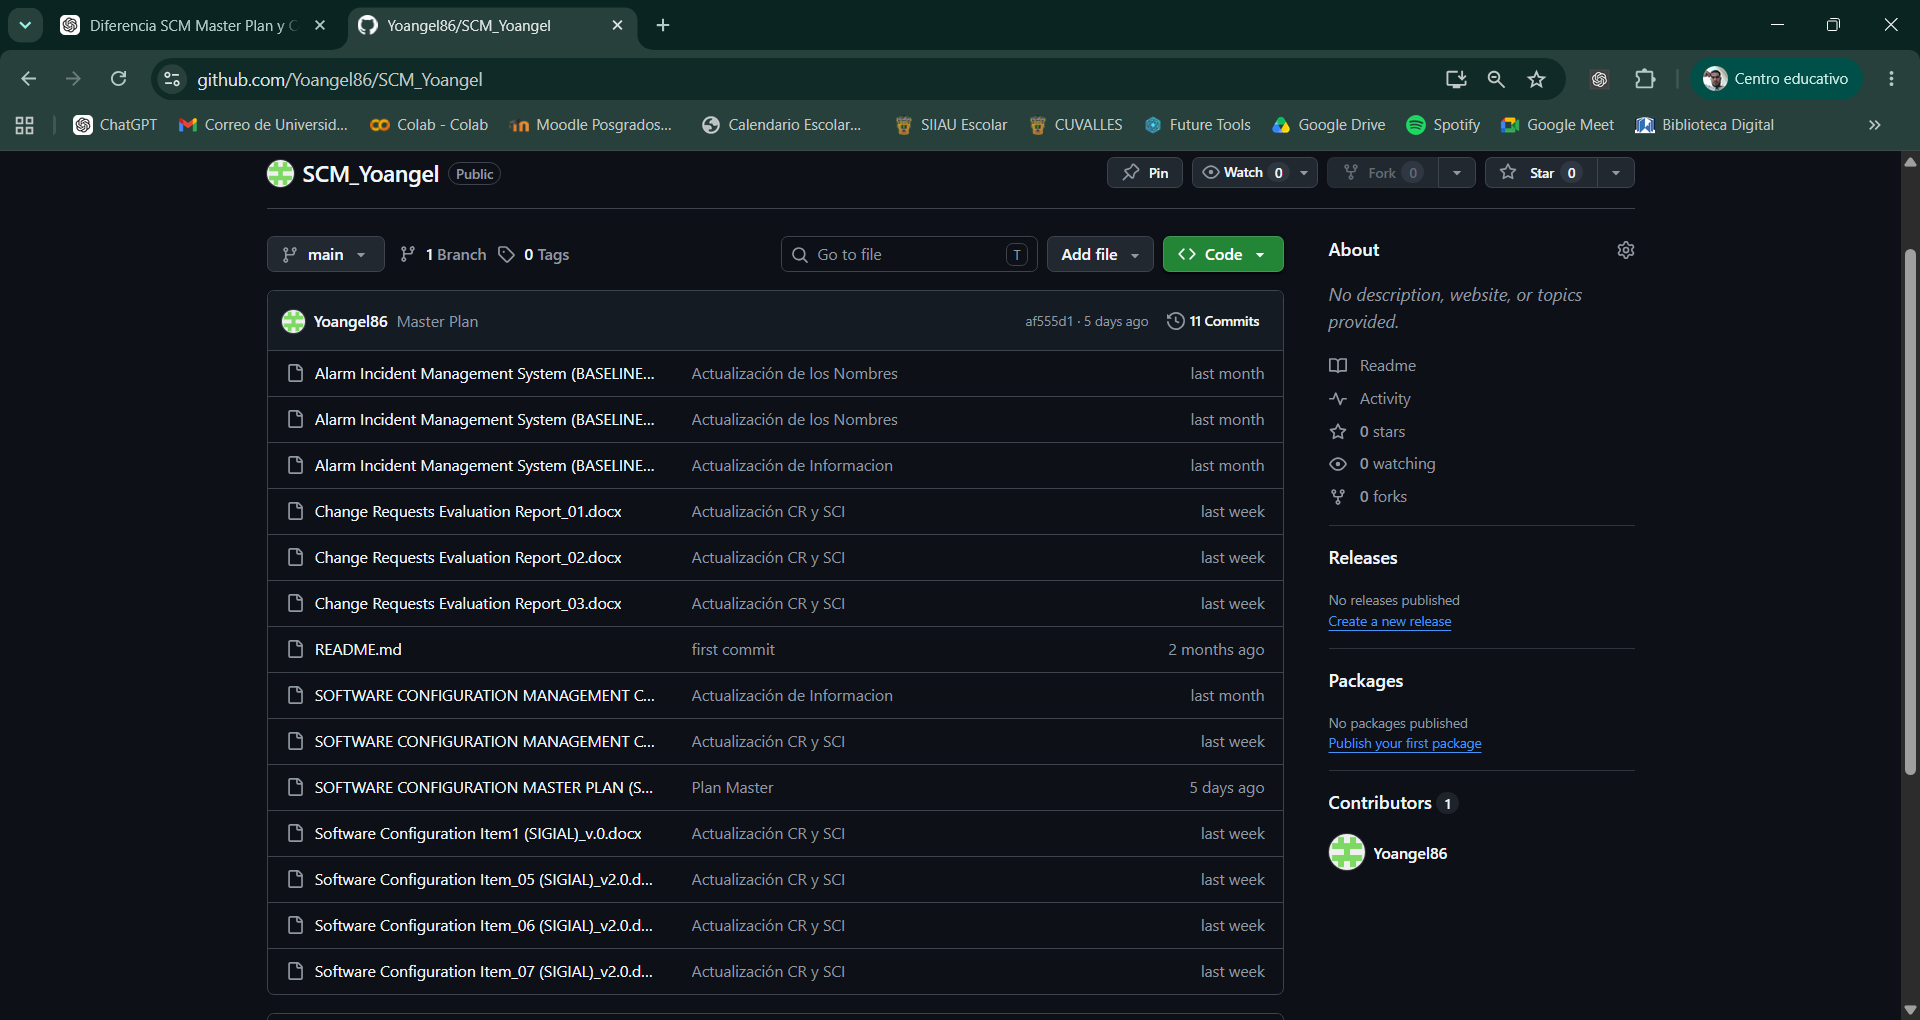 Diferencia SCM Master Plan y C
Yoangel86/SCM_Yoangel
github.com/Yoangel86/SCM_Yoangel
Centro educativo
ChatGPT
Correo de Universid...
Colab - Colab
Moodle Posgrados...
Calendario Escolar...
SIIAU Escolar
CUVALLES
Future Tools
Google Drive
Spotify
Google Meet
Biblioteca Digital
SCM_Yoangel Public
Pin
Watch 0
Fork 0
Star 0
main
1 Branch
0 Tags
Go to file T
Add file
<> Code
About
No description, website, or topics
provided.
Readme
Activity
0 stars
0 watching
0 forks
Releases
No releases published
Create a new release
Packages
No packages published
Publish your first package
Contributors 1
Yoangel86
Yoangel86 Master Plan af555d1 · 5 days ago 11 Commits
Alarm Incident Management System (BASELINE... Actualización de los Nombres last month
Alarm Incident Management System (BASELINE... Actualización de los Nombres last month
Alarm Incident Management System (BASELINE... Actualización de Informacion last month
Change Requests Evaluation Report_01.docx Actualización CR y SCI last week
Change Requests Evaluation Report_02.docx Actualización CR y SCI last week
Change Requests Evaluation Report_03.docx Actualización CR y SCI last week
README.md first commit 2 months ago
SOFTWARE CONFIGURATION MANAGEMENT C... Actualización de Informacion last month
SOFTWARE CONFIGURATION MANAGEMENT C... Actualización CR y SCI last week
SOFTWARE CONFIGURATION MASTER PLAN (S... Plan Master 5 days ago
Software Configuration Item1 (SIGIAL)_v.0.docx Actualización CR y SCI last week
Software Configuration Item_05 (SIGIAL)_v2.0.d... Actualización CR y SCI last week
Software Configuration Item_06 (SIGIAL)_v2.0.d... Actualización CR y SCI last week
Software Configuration Item_07 (SIGIAL)_v2.0.d... Actualización CR y SCI last week